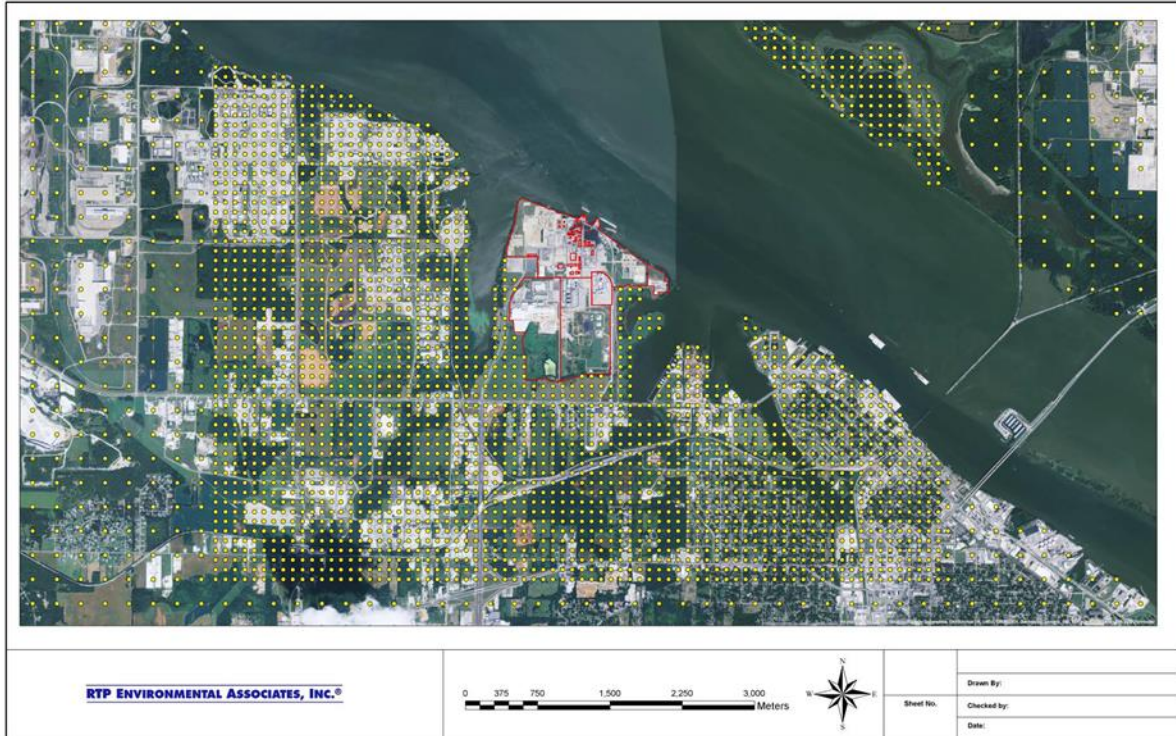 RTP ENVIRONMENTAL ASSOCIATES, INC.®
0 375 750 1,500 2,250 3,000
Meters
N
W E
S
Sheet No.
Drawn By:
Checked by:
Date: